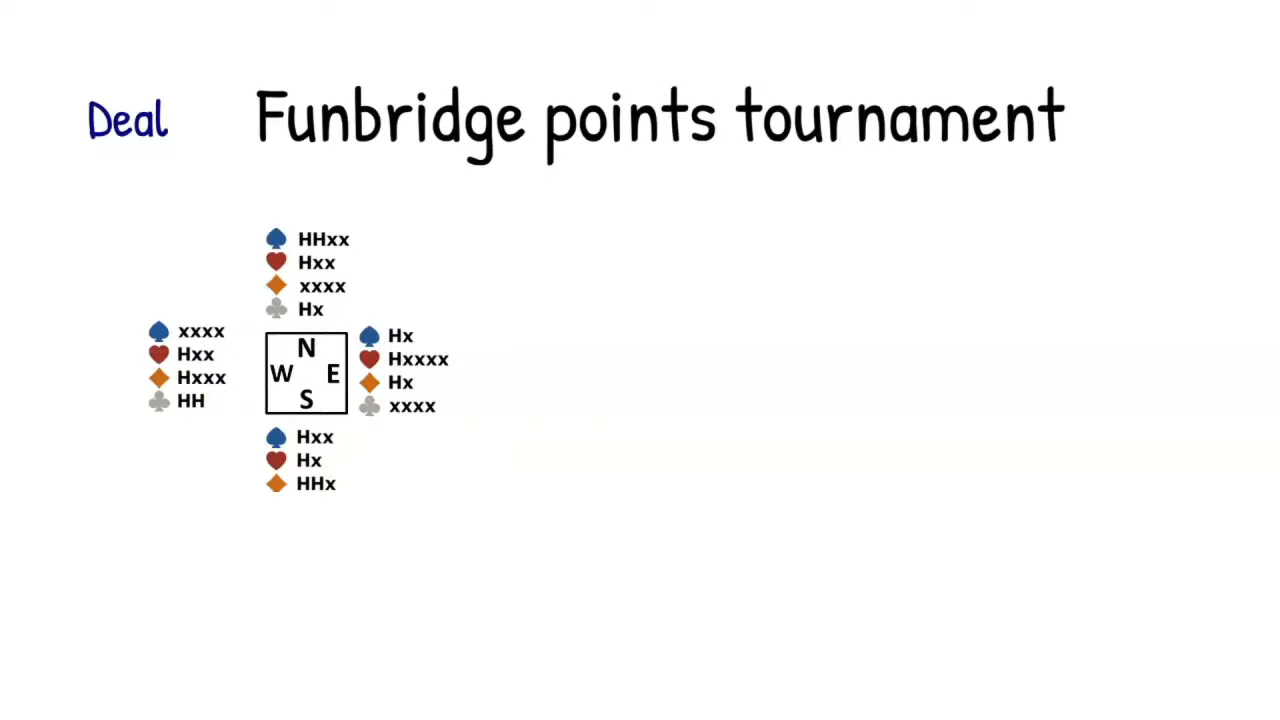 Deal
Funbridge points tournament
♠ HHxx
♥ Hxx
♦ xxxx
♣ Hx
♠ xxxx
♥ Hxx
♦ Hxxx
♣ HH
N
W E
S
♠ Hx
♥ Hxxxx
♦ Hx
♣ xxxx
♠ Hxx
♥ Hx
♦ HHx